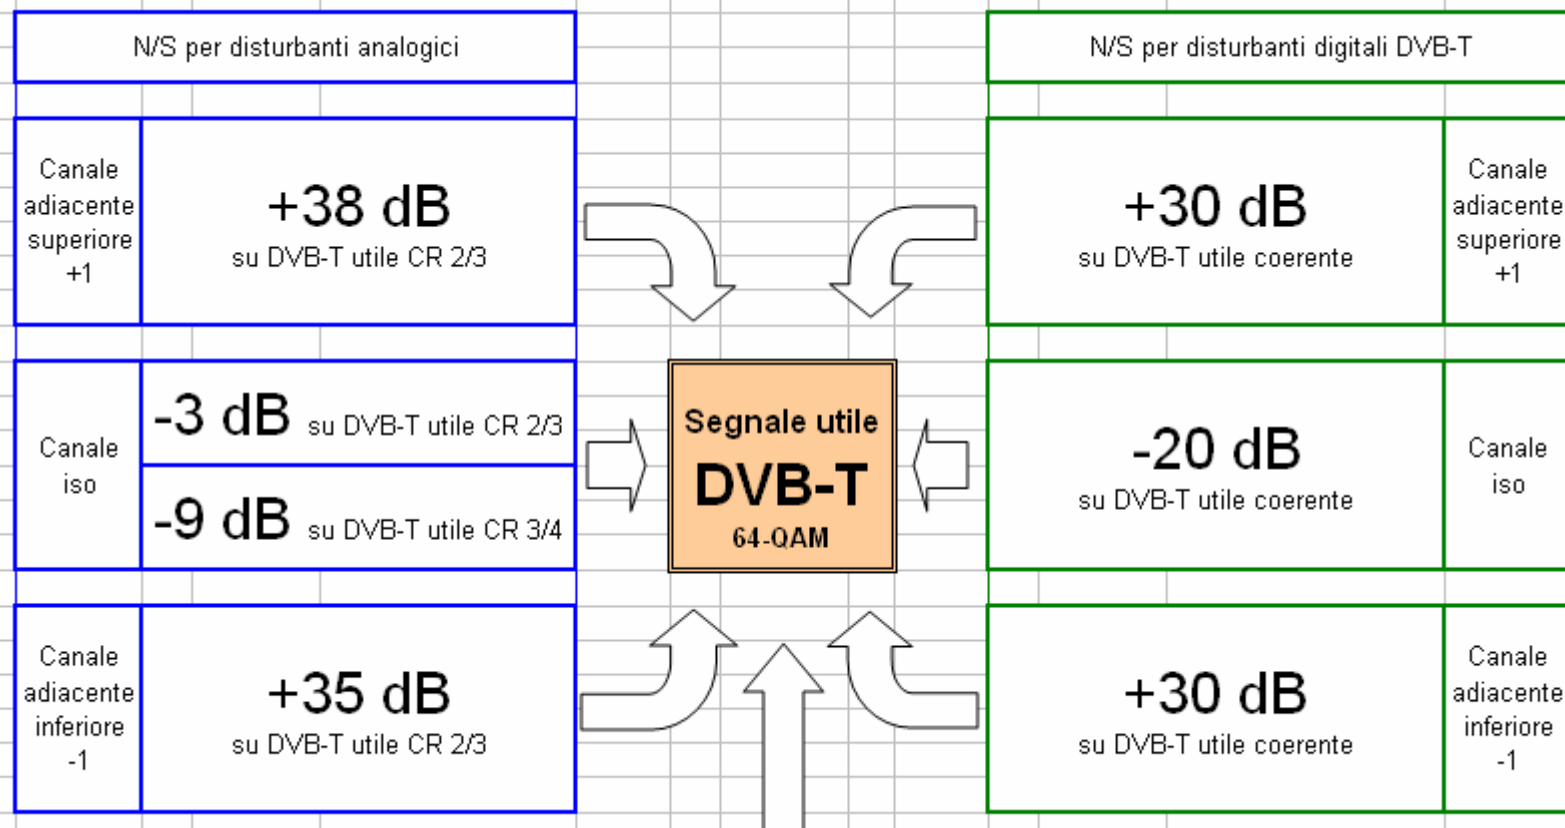 N/S per disturbanti analogici
Canale
adiacente
superiore
+1
+38 dB
su DVB-T utile CR 2/3
Canale
iso
-3 dB su DVB-T utile CR 2/3
-9 dB su DVB-T utile CR 3/4
Canale
adiacente
inferiore
-1
+35 dB
su DVB-T utile CR 2/3
Segnale utile
DVB-T
64-QAM
N/S per disturbanti digitali DVB-T
+30 dB
su DVB-T utile coerente
Canale
adiacente
superiore
+1
-20 dB
su DVB-T utile coerente
Canale
iso
+30 dB
su DVB-T utile coerente
Canale
adiacente
inferiore
-1